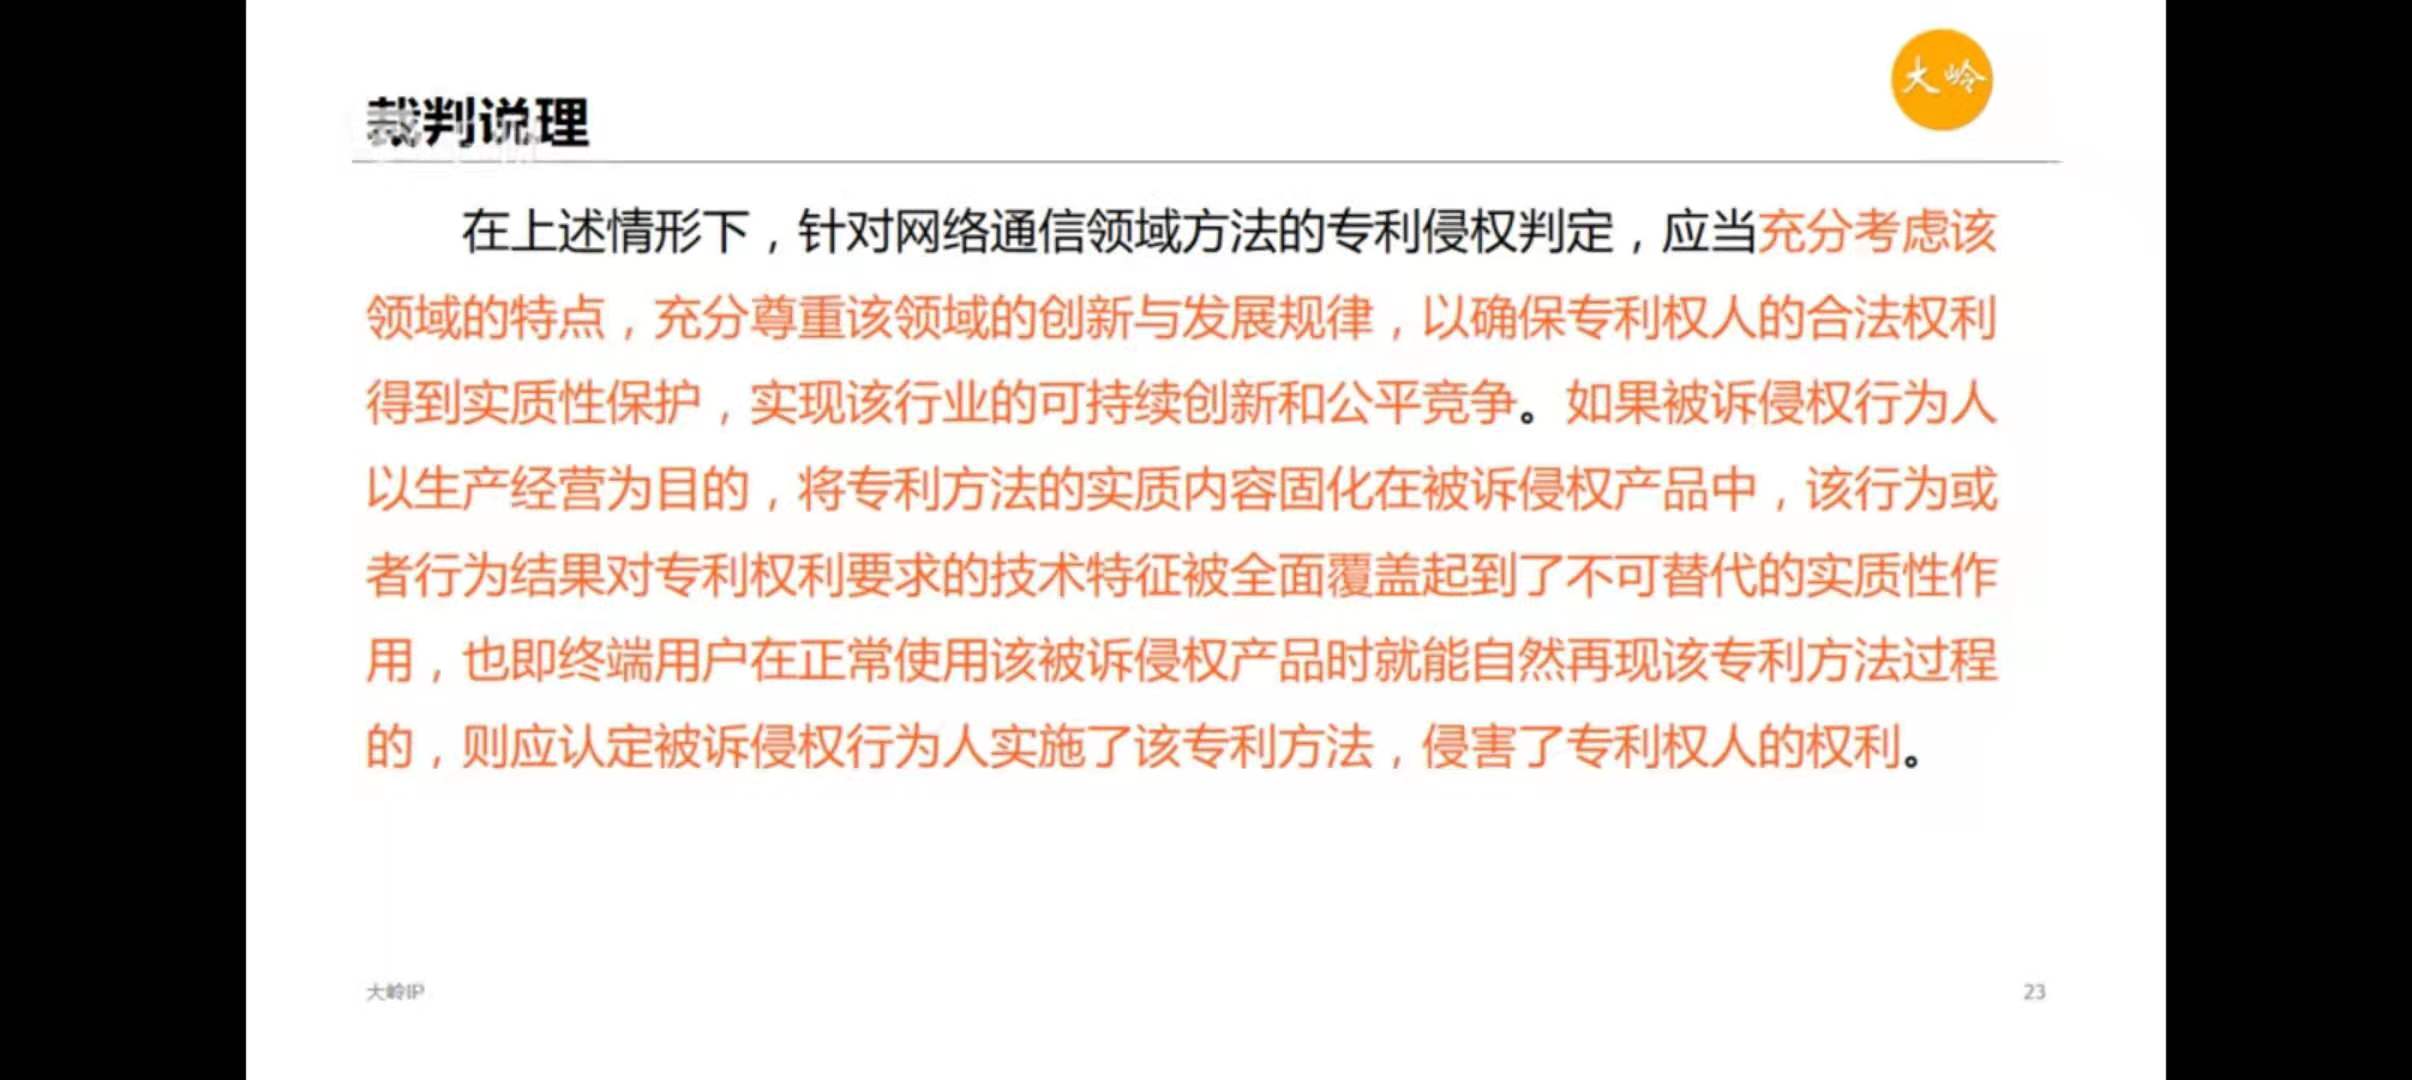 大岭
裁判说理
在上述情形下，针对网络通信领域方法的专利侵权判定，应当充分考虑该
领域的特点，充分尊重该领域的创新与发展规律，以确保专利权人的合法权利
得到实质性保护，实现该行业的可持续创新和公平竞争。如果被诉侵权行为人
以生产经营为目的，将专利方法的实质内容固化在被诉侵权产品中，该行为或
者行为结果对专利权利要求的技术特征被全面覆盖起到了不可替代的实质性作
用，也即终端用户在正常使用该被诉侵权产品时就能自然再现该专利方法过程
的，则应认定被诉侵权行为人实施了该专利方法，侵害了专利权人的权利。
大岭IP
23